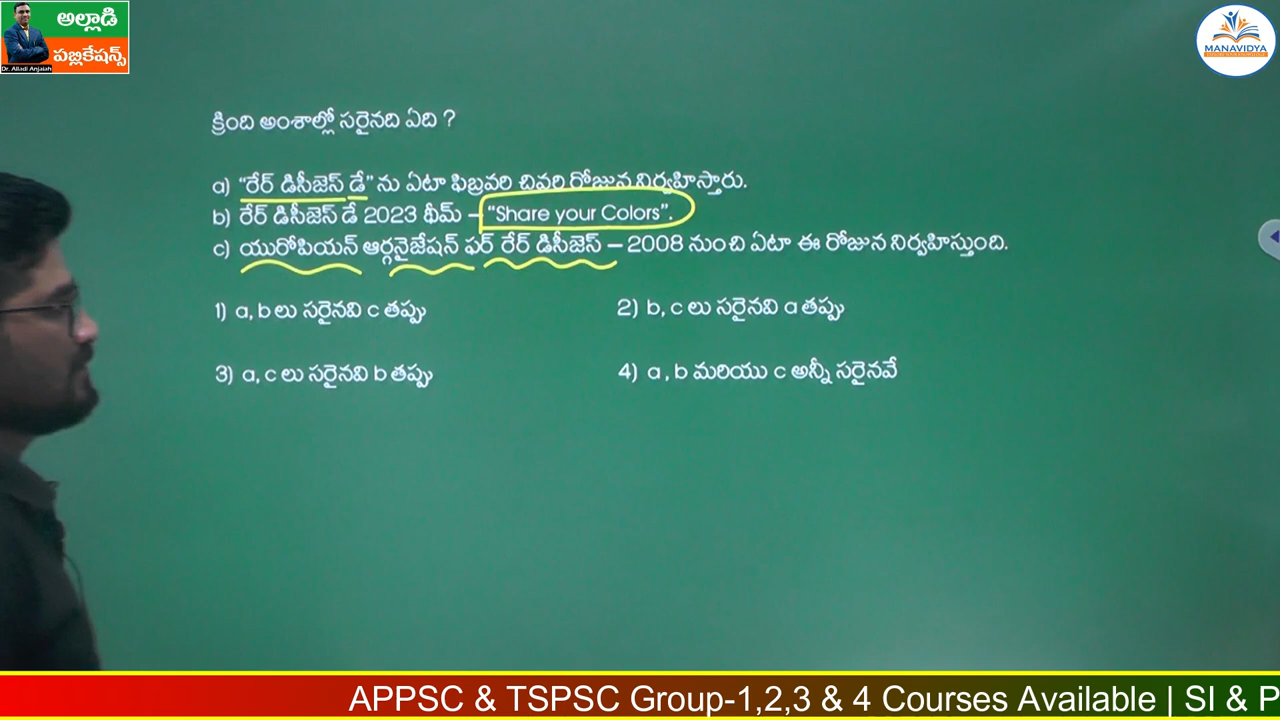 అల్లాడి
పబ్లికేషన్స్
Dr. Alladi Anjaiah
MANAVIDYA
క్రింది అంశాల్లో సరైనది ఏది ?
a) “రేర్ డిసీజెస్ డే” ను ఏటా ఫిబ్రవరి చివరి రోజున నిర్వహిస్తారు.
b) రేర్ డిసీజెస్ డే 2023 థీమ్ – “Share your Colors”.
c) యురోపియన్ ఆర్గనైజేషన్ ఫర్ రేర్ డిసీజెస్ – 2008 నుంచి ఏటా ఈ రోజున నిర్వహిస్తుంది.
1) a, b లు సరైనవి c తప్పు
2) b, c లు సరైనవి a తప్పు
3) a, c లు సరైనవి b తప్పు
4) a , b మరియు c అన్నీ సరైనవే
APPSC & TSPSC Group-1,2,3 & 4 Courses Available | SI & P